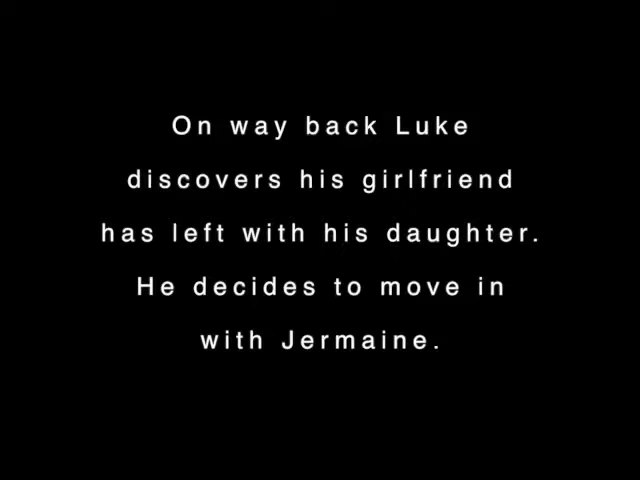 On way back Luke
discovers his girlfriend
has left with his daughter.
He decides to move in
with Jermaine.